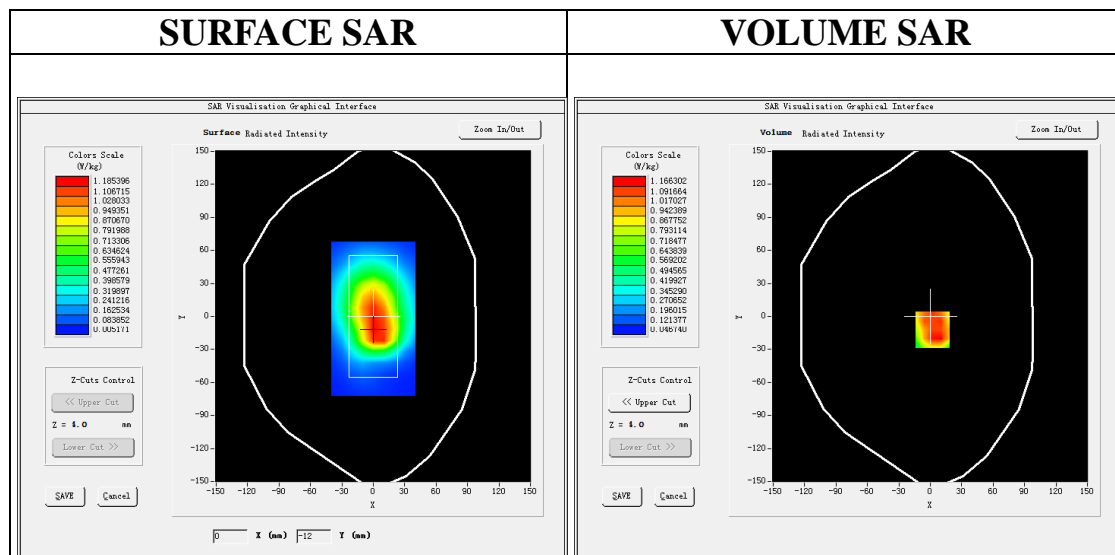 SURFACE SAR
VOLUME SAR
SAR Visualisation Graphical Interface
Surface Radiated Intensity
Zoom In/Out
Colors Scale
(W/kg)
1.185396
1.106715
1.028033
0.949351
0.870670
0.791988
0.713306
0.634624
0.555943
0.477261
0.398579
0.319897
0.241216
0.162534
0.083852
0.005171
150
120
90
60
30
0
-30
-60
-90
-120
-150
Y
-150 -120 -90 -60 -30 0 30 60 90 120 150
X
Z-Cuts Control
<< Upper Cut
Z = 4.0 mm
Lower Cut >>
SAVE Cancel
0 X (mm) -12 Y (mm)
SAR Visualisation Graphical Interface
Volume Radiated Intensity
Zoom In/Out
Colors Scale
(W/kg)
1.166302
1.091664
1.017027
0.942389
0.867752
0.793114
0.718477
0.643839
0.569202
0.494565
0.419927
0.345290
0.270652
0.196015
0.121377
0.046740
150
120
90
60
30
0
-30
-60
-90
-120
-150
Y
-150 -120 -90 -60 -30 0 30 60 90 120 150
X
Z-Cuts Control
<< Upper Cut
Z = 4.0 mm
Lower Cut >>
SAVE Cancel